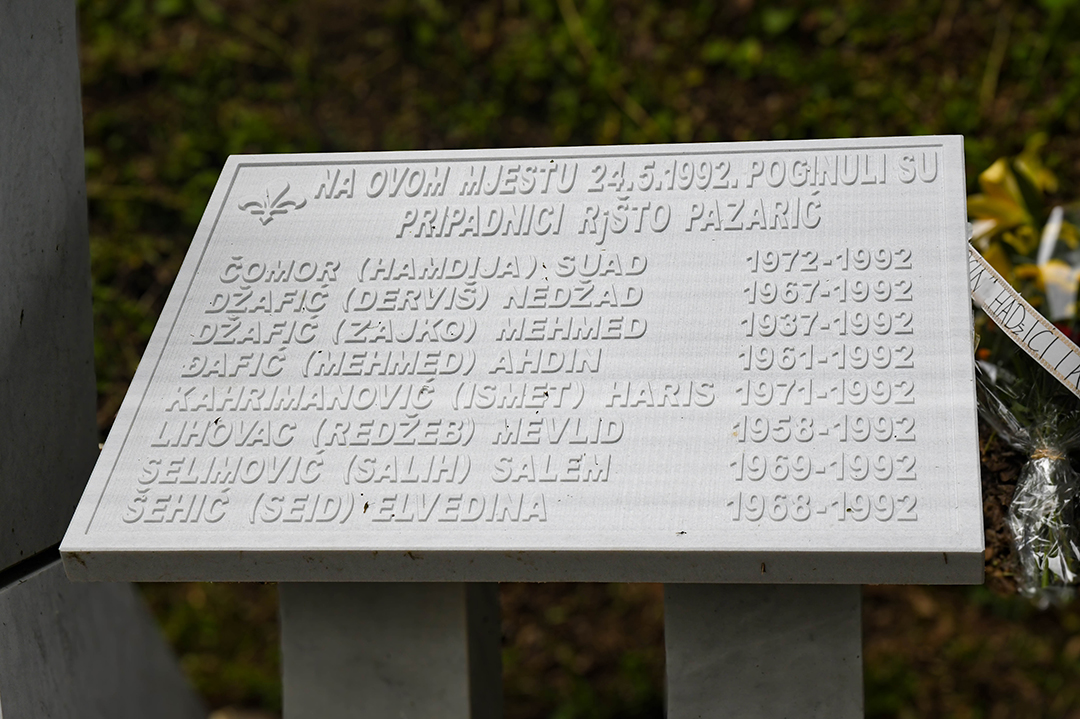 NA OVOM MJESTU 24.5.1992. POGINULI SU
PRIPADNICI RjŠTO PAZARIĆ
ČOMOR (HAMDIJA) SUAD 1972-1992
DŽAFIĆ (DERVIŠ) NEDŽAD 1967-1992
DŽAFIĆ (ZAJKO) MEHMED 1937-1992
ĐAFIĆ (MEHMED) AHDIN 1961-1992
KAHRIMANOVIĆ (ISMET) HARIS 1971-1992
LIHOVAC (REDŽEB) MEVLID 1958-1992
SELIMOVIĆ (SALIH) SALEM 1969-1992
ŠEHIĆ (SEID) ELVEDINA 1968-1992